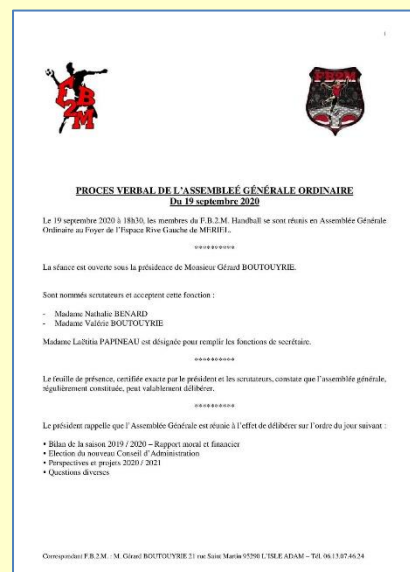 1
FB2M
FB2M
PROCES VERBAL DE L'ASSEMBLEÉ GÉNÉRALE ORDINAIRE
Du 19 septembre 2020
Le 19 septembre 2020 à 18h30, les membres du F.B.2.M. Handball se sont réunis en Assemblée Générale
Ordinaire au Foyer de l'Espace Rive Gauche de MERIEL.
**********
La séance est ouverte sous la présidence de Monsieur Gérard BOUTOUYRIE.
Sont nommés scrutateurs et acceptent cette fonction :
- Madame Nathalie BENARD
- Madame Valérie BOUTOUYRIE
Madame Laëtitia PAPINEAU est désignée pour remplir les fonctions de secrétaire.
**********
Le feuille de présence, certifiée exacte par le président et les scrutateurs, constate que l'assemblée générale,
régulièrement constituée, peut valablement délibérer.
**********
Le président rappelle que l'Assemblée Générale est réunie à l'effet de délibérer sur l'ordre du jour suivant :
• Bilan de la saison 2019 / 2020 – Rapport moral et financier
• Election du nouveau Conseil d'Administration
• Perspectives et projets 2020 / 2021
• Questions diverses
Correspondant F.B.2.M. : M. Gérard BOUTOUYRIE 21 rue Saint Martin 95290 L'ISLE ADAM – Tél. 06.13.07.46.24